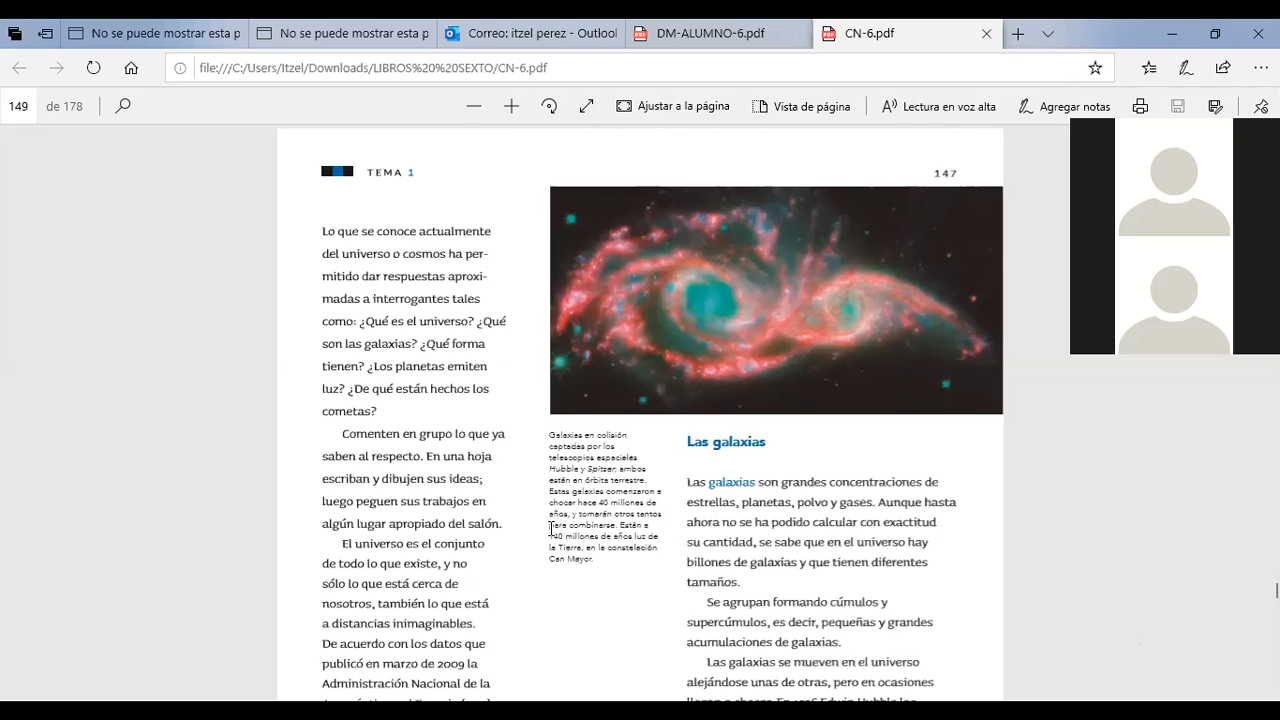 No se puede mostrar esta p
No se puede mostrar esta p
Correo: itzel perez - Outlool
DM-ALUMNO-6.pdf
CN-6.pdf
file:///C:/Users/Itzel/Downloads/LIBROS%20%20SEXTO/CN-6.pdf
149 de 178
Ajustar a la página
Vista de página
Lectura en voz alta
Agregar notas
TEMA 1
147
Lo que se conoce actualmente
del universo o cosmos ha per-
mitido dar respuestas aproxi-
madas a interrogantes tales
como: ¿Qué es el universo? ¿Qué
son las galaxias? ¿Qué forma
tienen? ¿Los planetas emiten
luz? ¿De qué están hechos los
cometas?
Comenten en grupo lo que ya
saben al respecto. En una hoja
escriban y dibujen sus ideas;
luego peguen sus trabajos en
algún lugar apropiado del salón.
El universo es el conjunto
de todo lo que existe, y no
sólo lo que está cerca de
nosotros, también lo que está
a distancias inimaginables.
De acuerdo con los datos que
publicó en marzo de 2009 la
Administración Nacional de la
Galaxias en colisión
captadas por los
telescopios espaciales
Hubble y Spitzer; ambos
están en órbita terrestre.
Estas galaxias comenzaron a
chocar hace 40 millones de
años, y tomarán otros tantos
para combinarse. Están a
140 millones de años luz de
la Tierra, en la constelación
Can Mayor.
Las galaxias
Las galaxias son grandes concentraciones de
estrellas, planetas, polvo y gases. Aunque hasta
ahora no se ha podido calcular con exactitud
su cantidad, se sabe que en el universo hay
billones de galaxias y que tienen diferentes
tamaños.
Se agrupan formando cúmulos y
supercúmulos, es decir, pequeñas y grandes
acumulaciones de galaxias.
Las galaxias se mueven en el universo
alejándose unas de otras, pero en ocasiones